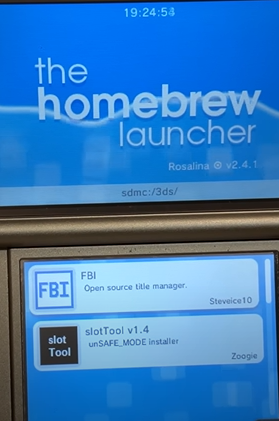 19:24:53
the
homebrew
launcher
Rosalina ☮ v2.4.1
sdmc:/3ds/
FBI
FBI
Open source title manager.
Steveice10
slot
Tool
slotTool v1.4
unSAFE_MODE installer
Zoogie